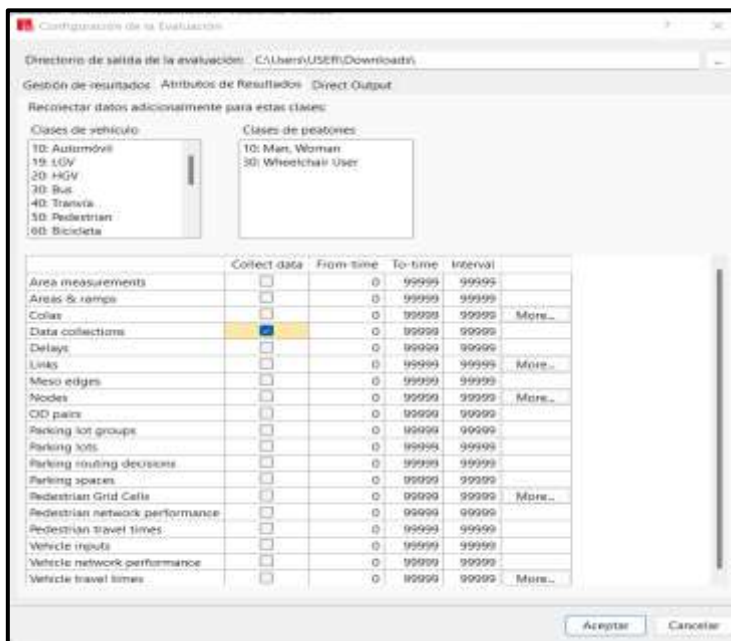 Configuración de la Evaluación ? ×
Directorio de salida de la evaluación: C:\Users\USER\Downloads\ ...
Gestión de resultados Atributos de Resultados Direct Output
Recolectar datos adicionalmente para estas clases:
Clases de vehículo Clases de peatones
10: Automóvil 10: Man, Woman
19: LGV 30: Wheelchair User
20: HGV
30: Bus
40: Tranvía
50: Pedestrian
60: Bicicleta
Collect data From-time To-time Interval
Area measurements 0 99999 99999
Areas & ramps 0 99999 99999
Colas 0 99999 99999 More...
Data collections 0 99999 99999
Delays 0 99999 99999
Links 0 99999 99999 More...
Meso edges 0 99999 99999
Nodes 0 99999 99999 More...
OD pairs 0 99999 99999
Parking lot groups 0 99999 99999
Parking lots 0 99999 99999
Parking routing decisions 0 99999 99999
Parking spaces 0 99999 99999
Pedestrian Grid Cells 0 99999 99999 More...
Pedestrian network performance 0 99999 99999
Pedestrian travel times 0 99999 99999
Vehicle inputs 0 99999 99999
Vehicle network performance 0 99999 99999
Vehicle travel times 0 99999 99999 More...
Aceptar Cancelar